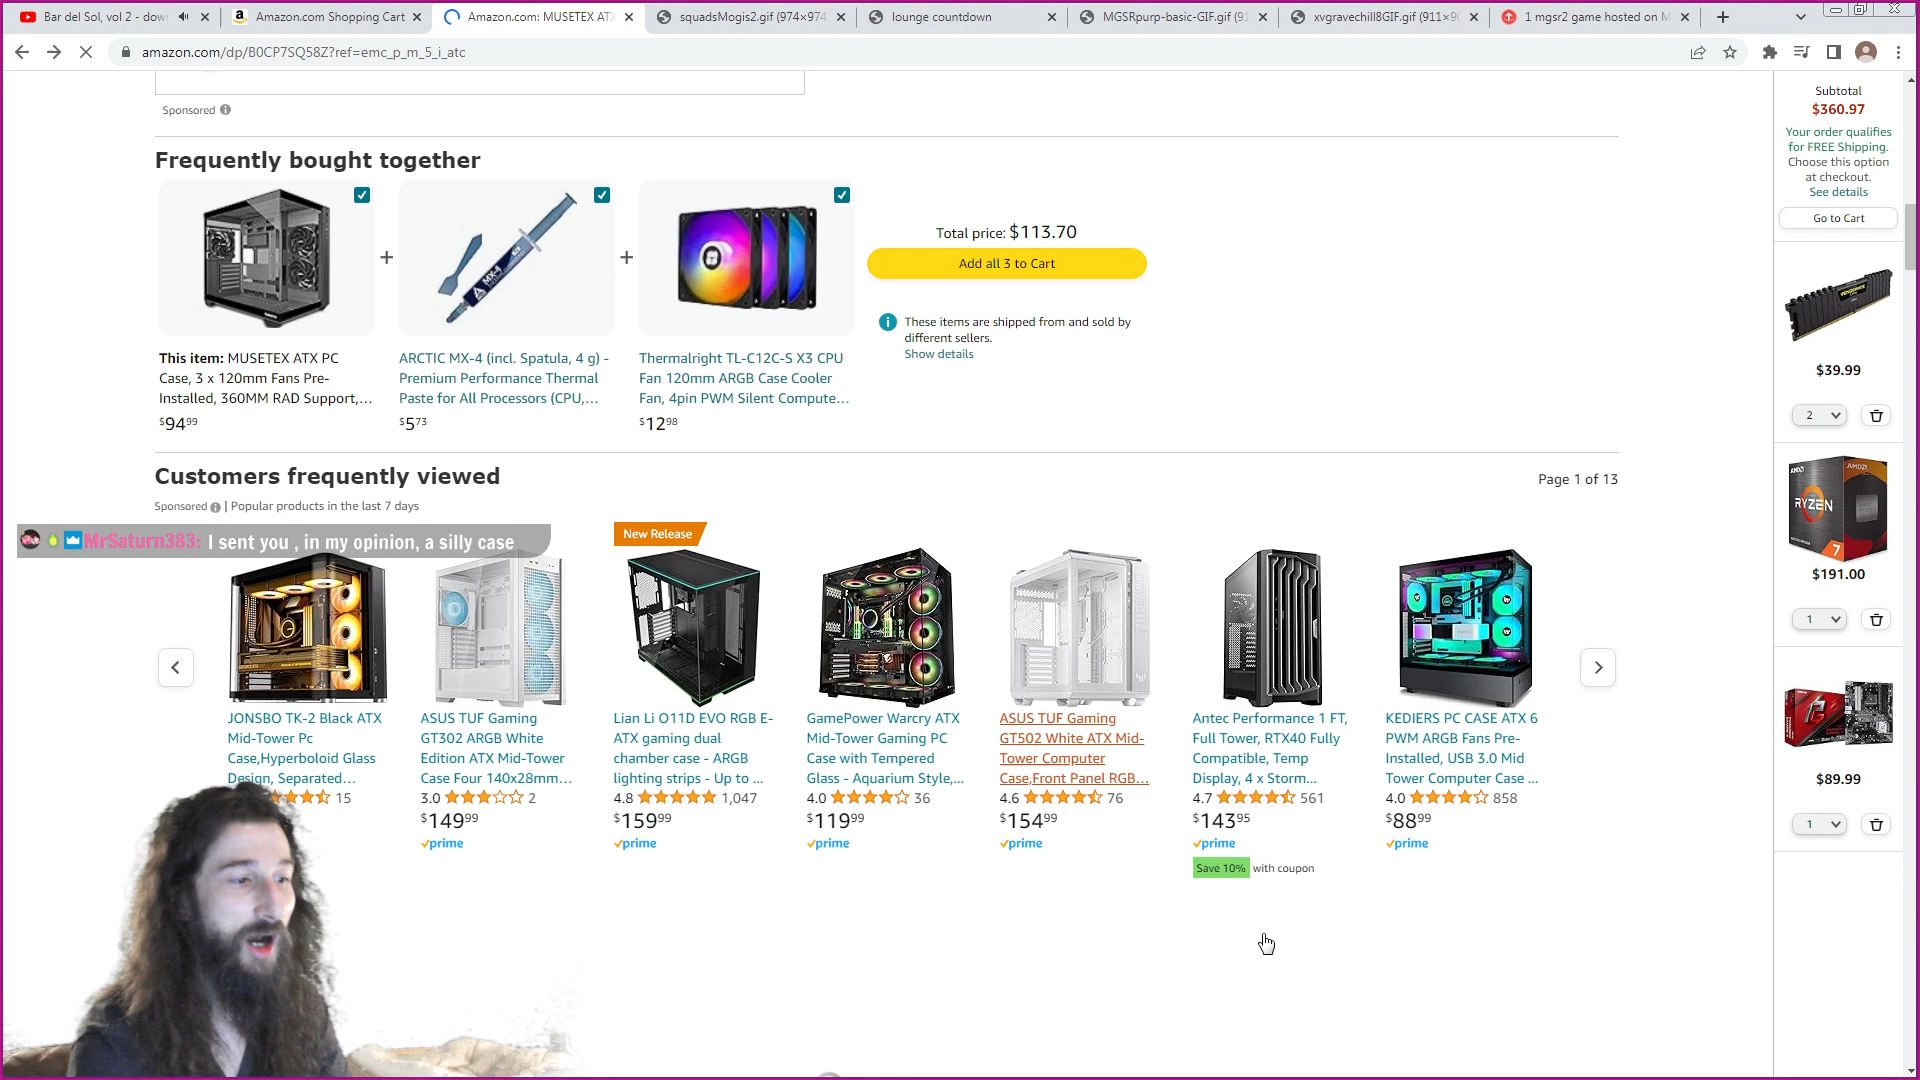 Bar del Sol, vol 2 - dow
Amazon.com Shopping Cart
Amazon.com: MUSETEX AT
squadsMogis2.gif (974×974
lounge countdown
MGSRpurp-basic-GIF.gif (91
xvgravechill8GIF.gif (911×90
1 mgsr2 game hosted on M
amazon.com/dp/B0CP7SQ58Z?ref=emc_p_m_5_i_atc
Sponsored
Frequently bought together
This item: MUSETEX ATX PC
Case, 3 x 120mm Fans Pre-
Installed, 360MM RAD Support,...
$94.99
ARCTIC MX-4 (incl. Spatula, 4 g) -
Premium Performance Thermal
Paste for All Processors (CPU,...
$5.73
Thermalright TL-C12C-S X3 CPU
Fan 120mm ARGB Case Cooler
Fan, 4pin PWM Silent Compute...
$12.98
Total price: $113.70
Add all 3 to Cart
These items are shipped from and sold by
different sellers.
Show details
Customers frequently viewed
Page 1 of 13
Sponsored | Popular products in the last 7 days
MrSaturn383: I sent you , in my opinion, a silly case
JONSBO TK-2 Black ATX
Mid-Tower Pc
Case,Hyperboloid Glass
Design, Separated...
15
ASUS TUF Gaming
GT302 ARGB White
Edition ATX Mid-Tower
Case Four 140x28mm...
3.0 2
$149.99
prime
New Release
Lian Li O11D EVO RGB E-
ATX gaming dual
chamber case - ARGB
lighting strips - Up to ...
4.8 1,047
$159.99
prime
GamePower Warcry ATX
Mid-Tower Gaming PC
Case with Tempered
Glass - Aquarium Style,...
4.0 36
$119.99
prime
ASUS TUF Gaming
GT502 White ATX Mid-
Tower Computer
Case,Front Panel RGB...
4.6 76
$154.99
prime
Antec Performance 1 FT,
Full Tower, RTX40 Fully
Compatible, Temp
Display, 4 x Storm...
4.7 561
$143.95
prime
Save 10% with coupon
KEDIERS PC CASE ATX 6
PWM ARGB Fans Pre-
Installed, USB 3.0 Mid
Tower Computer Case ...
4.0 858
$88.99
prime
Subtotal
$360.97
Your order qualifies
for FREE Shipping.
Choose this option
at checkout.
See details
Go to Cart
$39.99
2
AMD
RYZEN
7
$191.00
1
$89.99
1